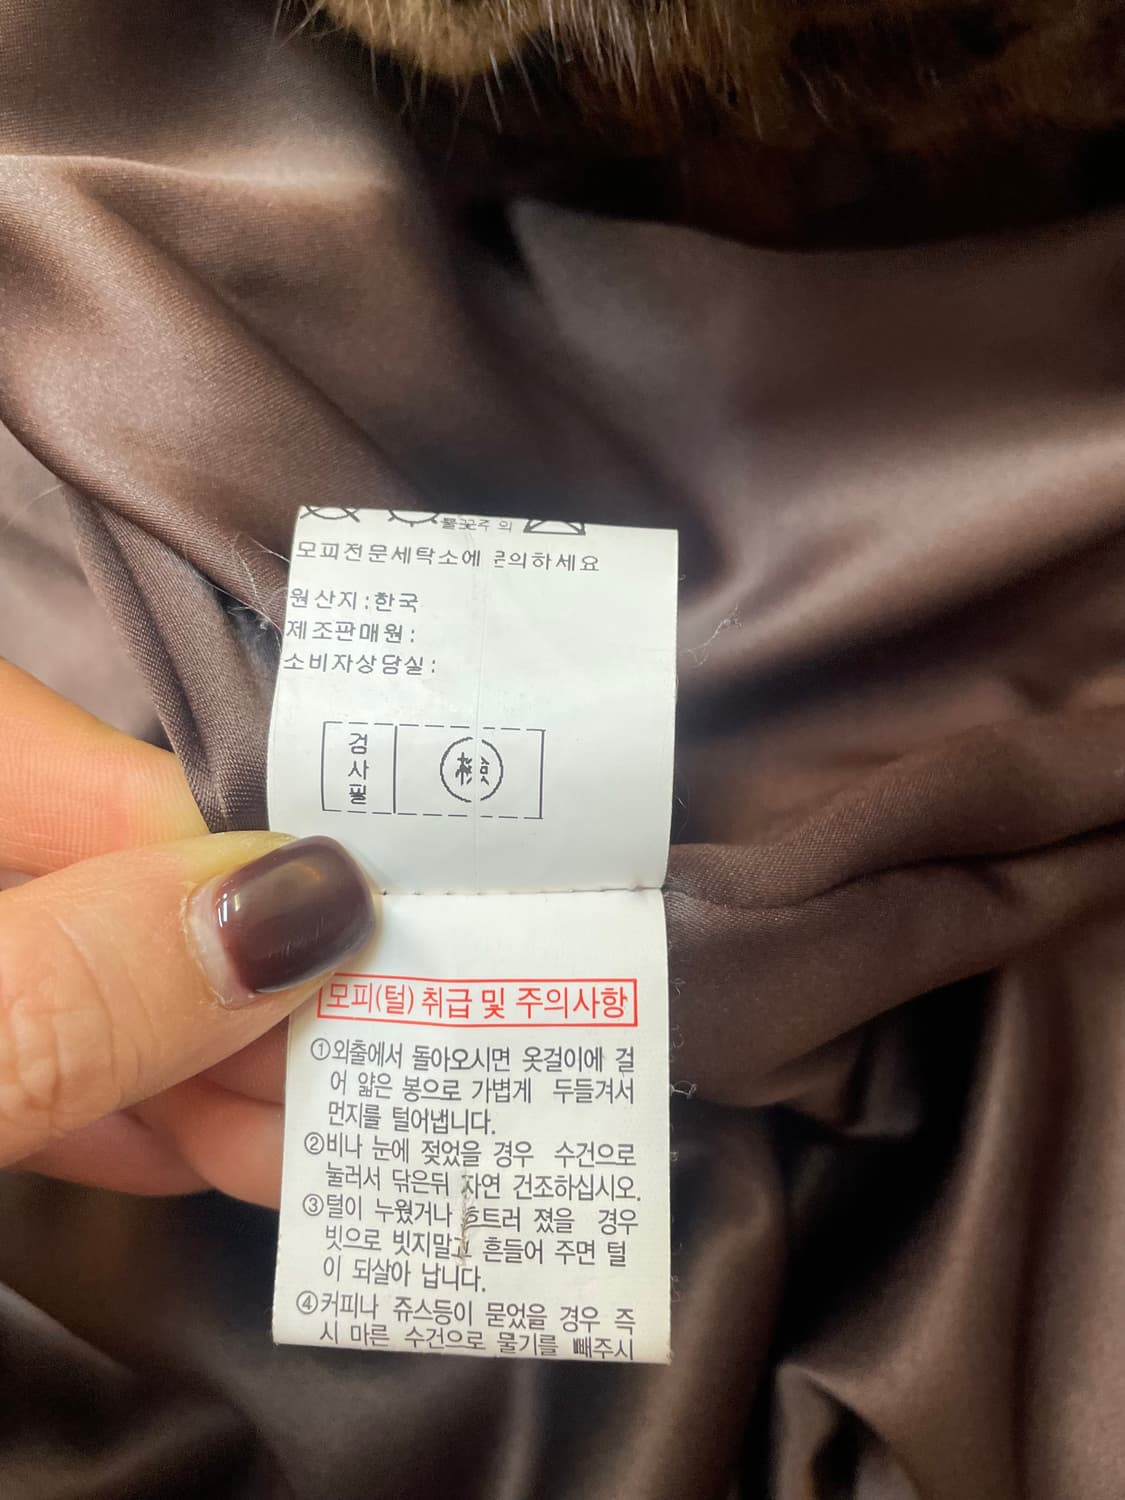 주의
모피전문세탁소에 문의하세요
원산지:한국
제조판매원:
소비자상담실:
검
사
필
檢
모피(털) 취급 및 주의사항
①외출에서 돌아오시면 옷걸이에 걸
어 얇은 봉으로 가볍게 두들겨서
먼지를 털어냅니다.
②비나 눈에 젖었을 경우 수건으로
눌러서 닦은뒤 자연 건조하십시오.
③털이 누웠거나 흐트러 졌을 경우
빗으로 빗지말고 흔들어 주면 털
이 되살아 납니다.
④커피나 쥬스등이 묻었을 경우 즉
시 마른 수건으로 물기를 빼주시